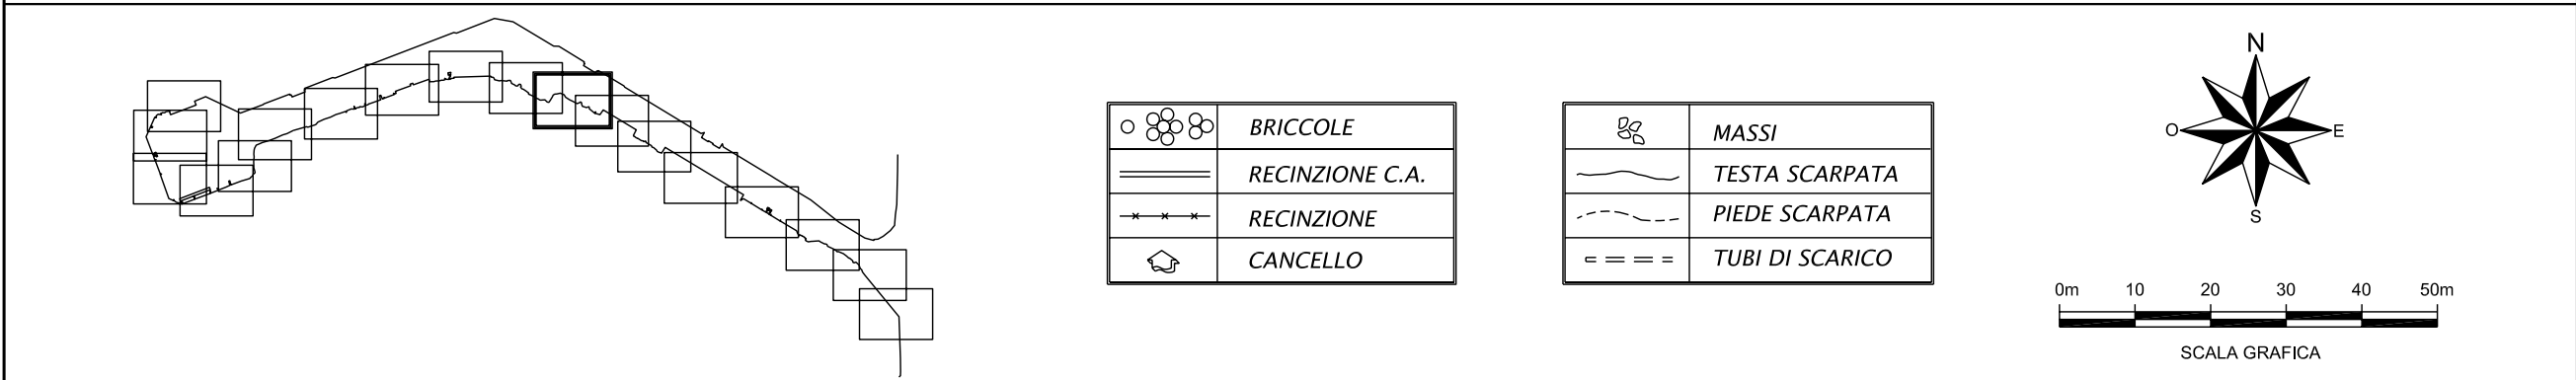 BRICCOLE
RECINZIONE C.A.
RECINZIONE
CANCELLO
MASSI
TESTA SCARPATA
PIEDE SCARPATA
TUBI DI SCARICO
N
O E
S
0m 10 20 30 40 50m
SCALA GRAFICA